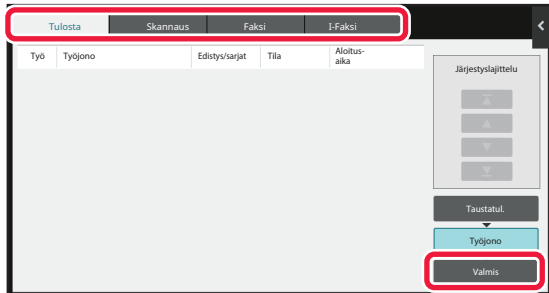 Tulosta Skannaus Faksi I-Faksi
Työ Työjono Edistys/sarjat Tila Aloitus-
aika
Järjestyslajittelu
Taustatul.
Työjono
Valmis